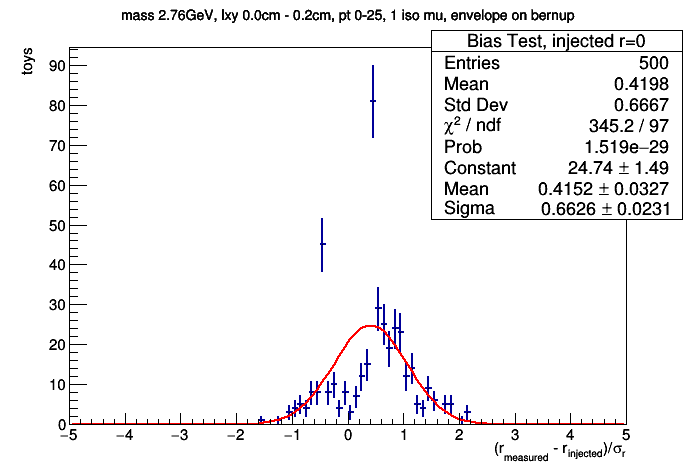 mass 2.76GeV, lxy 0.0cm - 0.2cm, pt 0-25, 1 iso mu, envelope on bernup
Bias Test, injected r=0
Entries 500
Mean 0.4198
Std Dev 0.6667
χ² / ndf 345.2 / 97
Prob 1.519e−29
Constant 24.74 ± 1.49
Mean 0.4152 ± 0.0327
Sigma 0.6626 ± 0.0231
toys
90
80
70
60
50
40
30
20
10
0
−5 −4 −3 −2 −1 0 1 2 3 4 5
(r_measured - r_injected)/σ_r